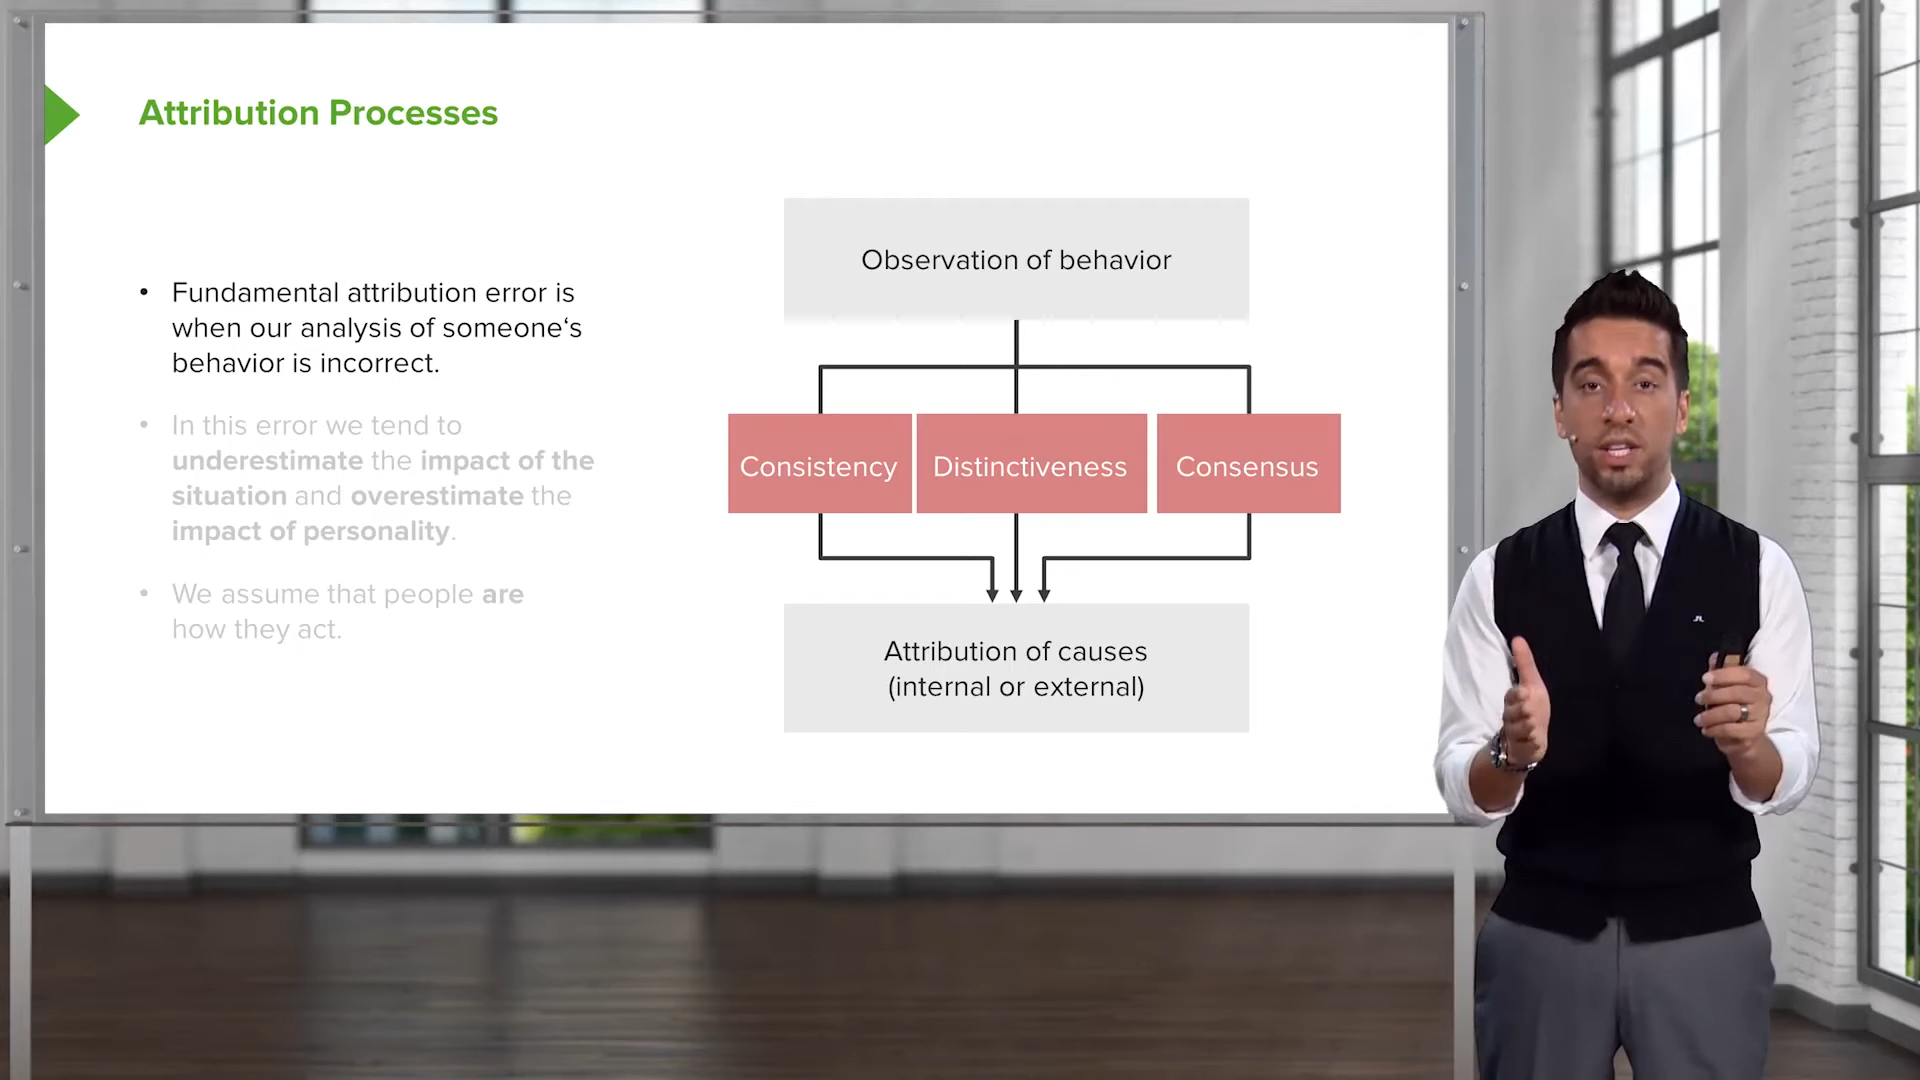 Attribution Processes
• Fundamental attribution error is
when our analysis of someone‘s
behavior is incorrect.
• In this error we tend to
underestimate the impact of the
situation and overestimate the
impact of personality.
• We assume that people are
how they act.
Observation of behavior
Consistency
Distinctiveness
Consensus
Attribution of causes
(internal or external)